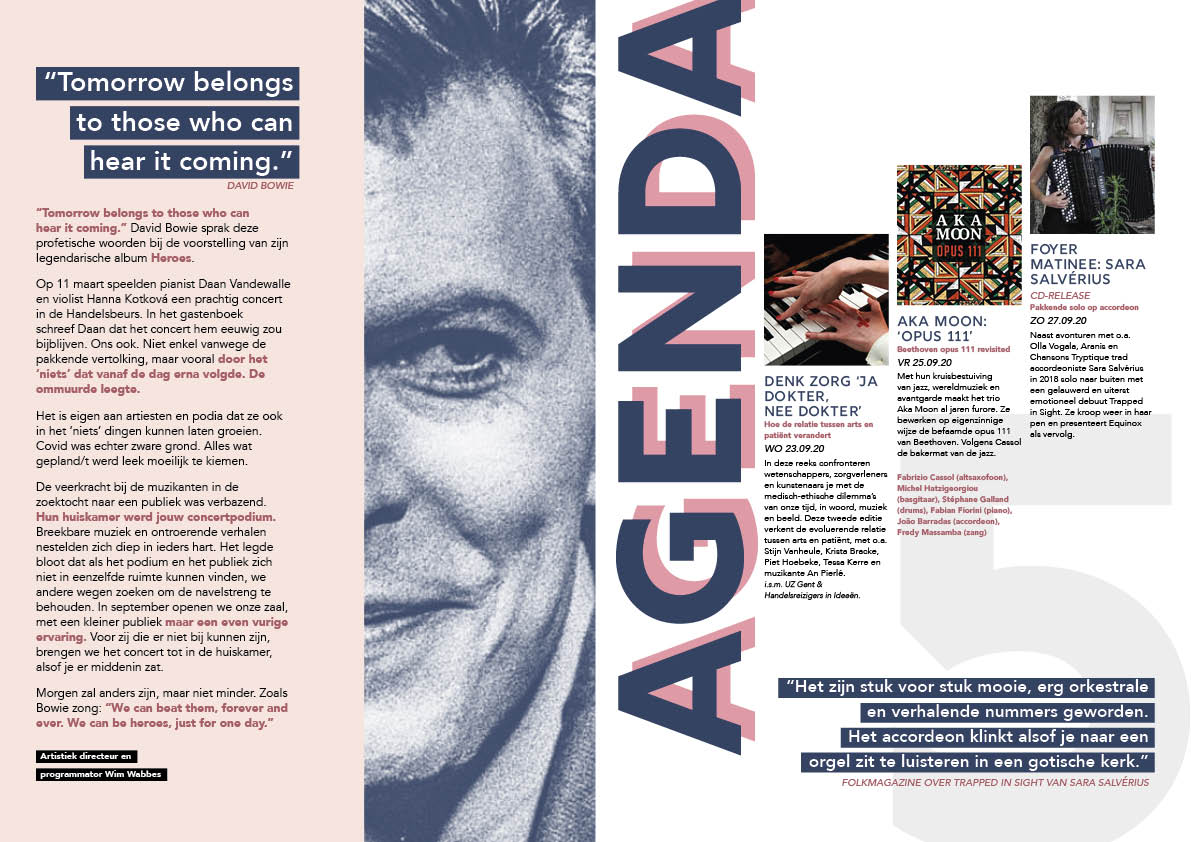 “Tomorrow belongs
to those who can
hear it coming.”
DAVID BOWIE
“Tomorrow belongs to those who can
hear it coming.” David Bowie sprak deze
profetische woorden bij de voorstelling van zijn
legendarische album Heroes.
Op 11 maart speelden pianist Daan Vandewalle
en violist Hanna Kotková een prachtig concert
in de Handelsbeurs. In het gastenboek
schreef Daan dat het concert hem eeuwig zou
bijblijven. Ons ook. Niet enkel vanwege de
pakkende vertolking, maar vooral door het
‘niets’ dat vanaf de dag erna volgde. De
ommuurde leegte.
Het is eigen aan artiesten en podia dat ze ook
in het ‘niets’ dingen kunnen laten groeien.
Covid was echter zware grond. Alles wat
gepland/t werd leek moeilijk te kiemen.
De veerkracht bij de muzikanten in de
zoektocht naar een publiek was verbazend.
Hun huiskamer werd jouw concertpodium.
Breekbare muziek en ontroerende verhalen
nestelden zich diep in ieders hart. Het legde
bloot dat als het podium en het publiek zich
niet in eenzelfde ruimte kunnen vinden, we
andere wegen zoeken om de navelstreng te
behouden. In september openen we onze zaal,
met een kleiner publiek maar een even vurige
ervaring. Voor zij die er niet bij kunnen zijn,
brengen we het concert tot in de huiskamer,
alsof je er middenin zat.
Morgen zal anders zijn, maar niet minder. Zoals
Bowie zong: “We can beat them, forever and
ever. We can be heroes, just for one day.”
Artistiek directeur en
programmator Wim Wabbes
AGENDA
DENK ZORG ‘JA
DOKTER,
NEE DOKTER’
Hoe de relatie tussen arts en
patiënt verandert
WO 23.09.20
In deze reeks confronteren
wetenschappers, zorgverleners
en kunstenaars je met de
medisch-ethische dilemma’s
van onze tijd, in woord, muziek
en beeld. Deze tweede editie
verkent de evoluerende relatie
tussen arts en patiënt, met o.a.
Stijn Vanheule, Krista Bracke,
Piet Hoebeke, Tessa Kerre en
muzikante An Pierlé.
i.s.m. UZ Gent &
Handelsreizigers in Ideeën.
AKA
MOON
OPUS 111
AKA MOON:
‘OPUS 111’
Beethoven opus 111 revisited
VR 25.09.20
Met hun kruisbestuiving
van jazz, wereldmuziek en
avantgarde maakt het trio
Aka Moon al jaren furore. Ze
bewerken op eigenzinnige
wijze de befaamde opus 111
van Beethoven. Volgens Cassol
de bakermat van de jazz.
Fabrizio Cassol (altsaxofoon),
Michel Hatzigeorgiou
(basgitaar), Stéphane Galland
(drums), Fabian Fiorini (piano),
João Barradas (accordeon),
Fredy Massamba (zang)
FOYER
MATINEE: SARA
SALVÉRIUS
CD-RELEASE
Pakkende solo op accordeon
ZO 27.09.20
Naast avonturen met o.a.
Olla Vogala, Aranis en
Chansons Tryptique trad
accordeoniste Sara Salvérius
in 2018 solo naar buiten met
een gelauwerd en uiterst
emotioneel debuut Trapped
in Sight. Ze kroop weer in haar
pen en presenteert Equinox
als vervolg.
5
“Het zijn stuk voor stuk mooie, erg orkestrale
en verhalende nummers geworden.
Het accordeon klinkt alsof je naar een
orgel zit te luisteren in een gotische kerk.”
FOLKMAGAZINE OVER TRAPPED IN SIGHT VAN SARA SALVÉRIUS